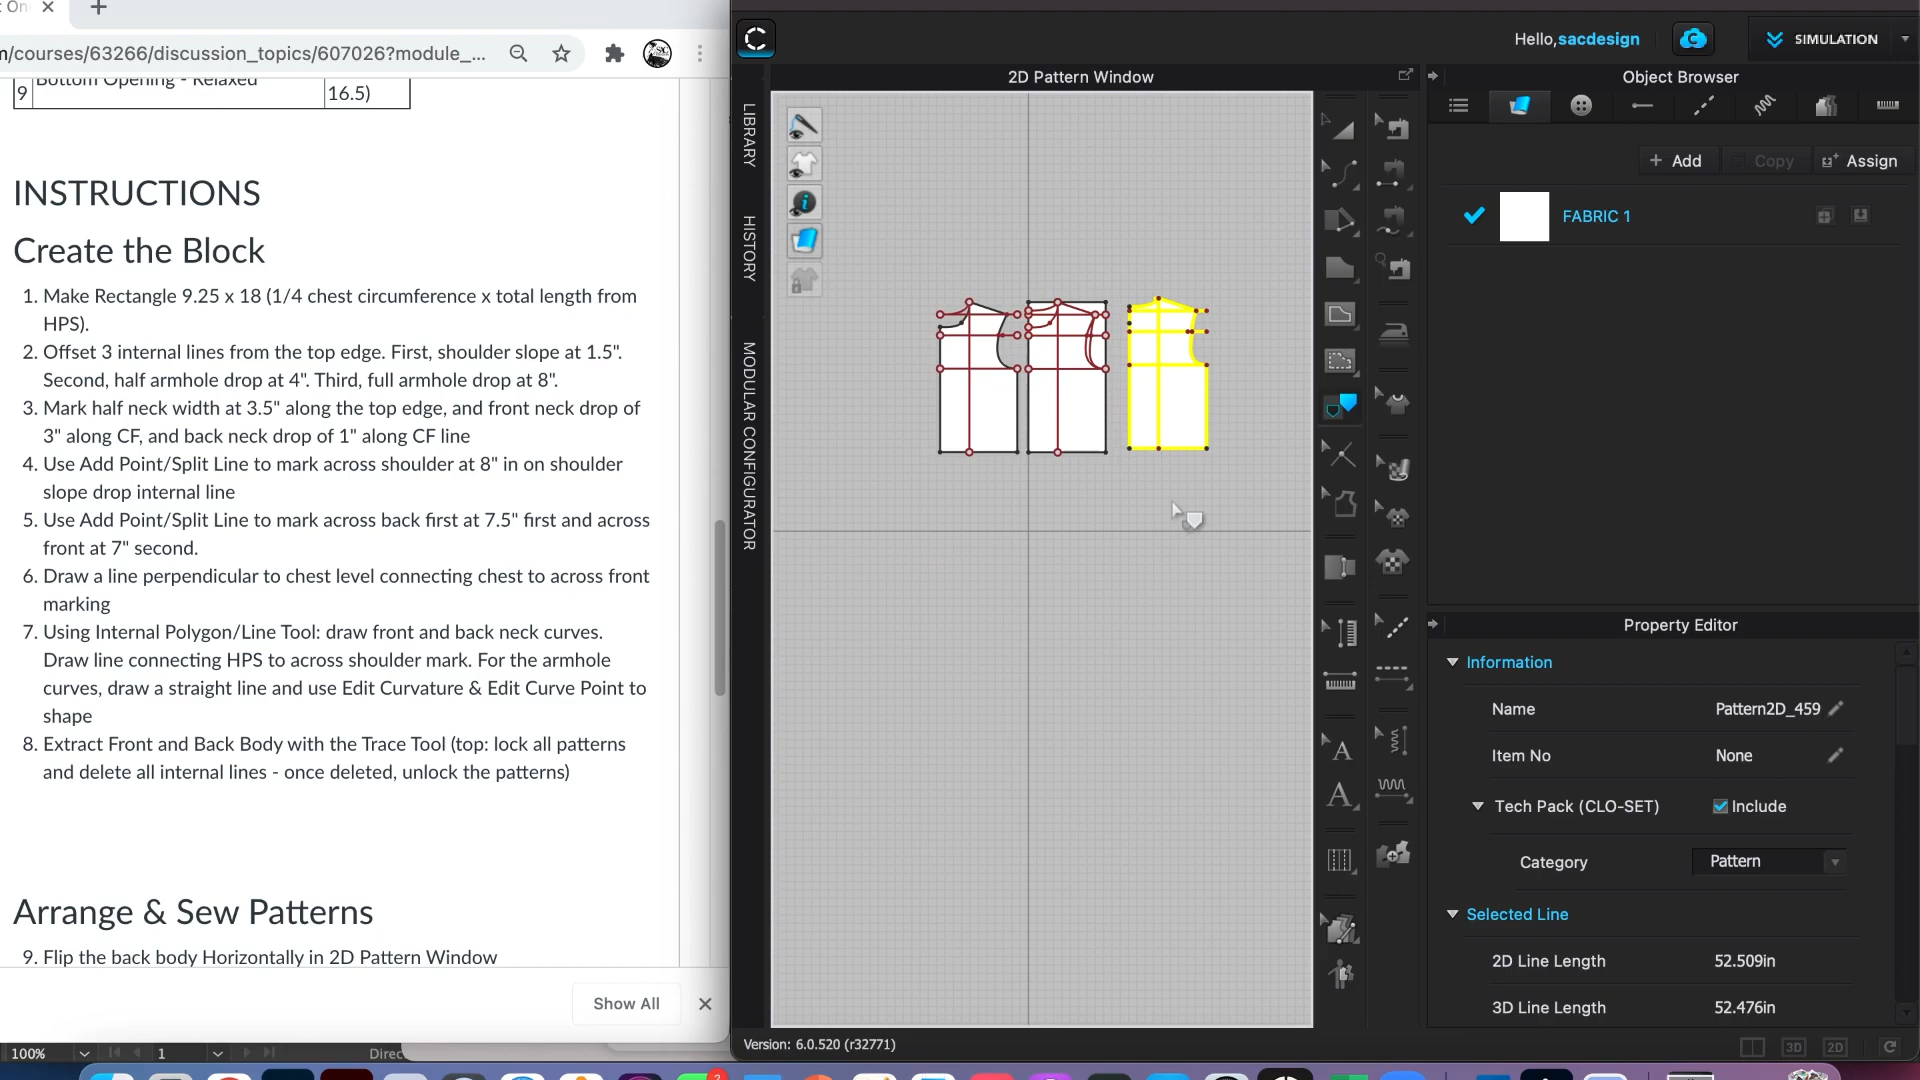 t On
m/courses/63266/discussion_topics/607026?module_...
Bottom Opening - Relaxed
9
16.5)
INSTRUCTIONS
Create the Block
1. Make Rectangle 9.25 x 18 (1/4 chest circumference x total length from
HPS).
2. Offset 3 internal lines from the top edge. First, shoulder slope at 1.5".
Second, half armhole drop at 4". Third, full armhole drop at 8".
3. Mark half neck width at 3.5" along the top edge, and front neck drop of
3" along CF, and back neck drop of 1" along CF line
4. Use Add Point/Split Line to mark across shoulder at 8" in on shoulder
slope drop internal line
5. Use Add Point/Split Line to mark across back first at 7.5" first and across
front at 7" second.
6. Draw a line perpendicular to chest level connecting chest to across front
marking
7. Using Internal Polygon/Line Tool: draw front and back neck curves.
Draw line connecting HPS to across shoulder mark. For the armhole
curves, draw a straight line and use Edit Curvature & Edit Curve Point to
shape
8. Extract Front and Back Body with the Trace Tool (top: lock all patterns
and delete all internal lines - once deleted, unlock the patterns)
Arrange & Sew Patterns
9. Flip the back body Horizontally in 2D Pattern Window
Show All
100%
1
Direc
2
Hello,sacdesign
SIMULATION
2D Pattern Window
LIBRARY
HISTORY
MODULAR CONFIGURATOR
Version: 6.0.520 (r32771)
Object Browser
+ Add
Copy
Assign
FABRIC 1
Property Editor
Information
Name
Pattern2D_459
Item No
None
Tech Pack (CLO-SET)
Include
Category
Pattern
Selected Line
2D Line Length
52.509in
3D Line Length
52.476in
3D
2D